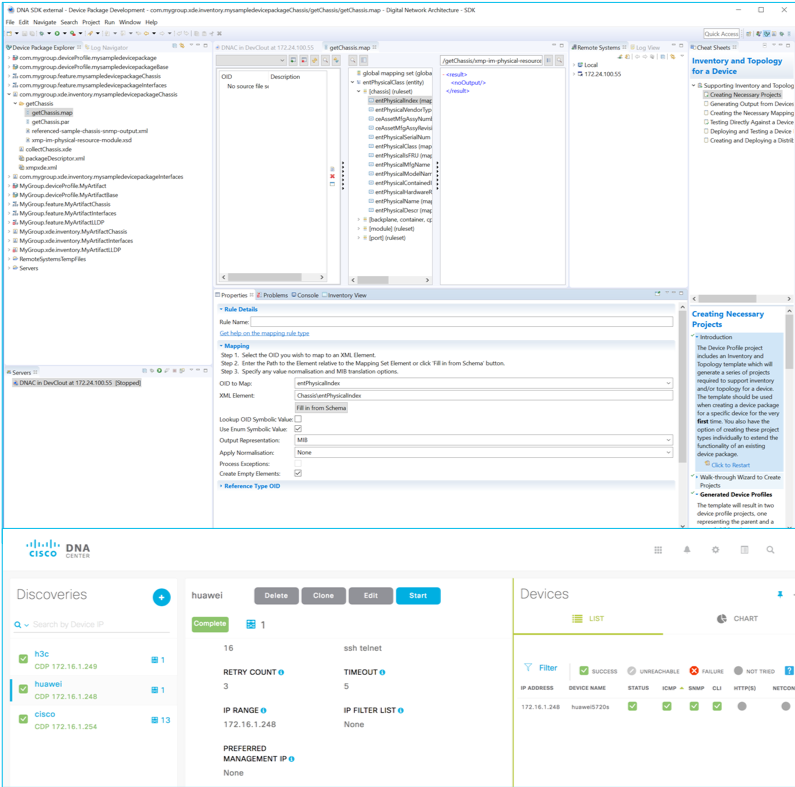 DNA SDK external - Device Package Development - com.mygroup.xde.inventory.mysampledevicepackageChassis/getChassis/getChassis.map - Digital Network Architecture - SDK
File Edit Navigate Search Project Run Window Help
Quick Access
Device Package Explorer
Log Navigator
com.mygroup.deviceProfile.mysampledevicepackage
com.mygroup.deviceProfile.mysampledevicepackageBase
com.mygroup.feature.mysampledevicepackageChassis
com.mygroup.feature.mysampledevicepackageInterfaces
com.mygroup.xde.inventory.mysampledevicepackageChassis
getChassis
getChassis.map
getChassis.par
referenced-sample-chassis-snmp-output.xml
xmp-im-physical-resource-module.xsd
collectChassis.xde
packageDescriptor.xml
xmpxde.xml
com.mygroup.xde.inventory.mysampledevicepackageInterfaces
MyGroup.deviceProfile.MyArtifact
MyGroup.deviceProfile.MyArtifactBase
MyGroup.feature.MyArtifactChassis
MyGroup.feature.MyArtifactInterfaces
MyGroup.feature.MyArtifactLLDP
MyGroup.xde.inventory.MyArtifactChassis
MyGroup.xde.inventory.MyArtifactInterfaces
MyGroup.xde.inventory.MyArtifactLLDP
RemoteSystemsTempFiles
Servers
Servers
DNAC in DevClout at 172.24.100.55 [Stopped]
DNAC in DevClout at 172.24.100.55
getChassis.map
OID Description
No source file w
global mapping set (globa
entPhysicalClass (entity)
[chassis] (ruleset)
entPhysicalIndex (map
entPhysicalVendorTyp
ceAssetMfgAssyNuml
ceAssetMfgAssyRevisi
entPhysicalSerialNum
entPhysicalClass (map
entPhysicalIsFRU (map
entPhysicalMfgName
entPhysicalModelNam
entPhysicalContainedI
entPhysicalHardwareR
entPhysicalName (map
entPhysicalDescr (map
[backplane, container, cp
[module] (ruleset)
[port] (ruleset)
/getChassis/xmp-im-physical-resource
<result>
<noOutput/>
</result>
Remote Systems
Log View
Local
172.24.100.55
Cheat Sheets
Inventory and Topology
for a Device
Supporting Inventory and Topolog
Creating Necessary Projects
Generating Output from Devices
Creating the Necessary Mapping
Testing Directly Against a Device
Deploying and Testing a Device
Creating and Deploying a Distrit
Creating Necessary
Projects
Introduction
The Device Profile project
includes an Inventory and
Topology template which will
generate a series of projects
required to support inventory
and/or topology for a device.
The template should be used
when creating a device package
for a specific device for the very
first time. You also have the
option of creating these project
types individually to extend the
functionality of an existing
device package.
Click to Restart
Walk-through Wizard to Create
Projects
Generated Device Profiles
The template will result in two
device profile projects, one
representing the parent and a
Properties
Problems
Console
Inventory View
Rule Details
Rule Name:
Get help on the mapping rule type
Mapping
Step 1. Select the OID you wish to map to an XML Element.
Step 2. Enter the Path to the Element relative to the Mapping Set Element or click 'Fill in from Schema' button.
Step 3. Specify any value normalisation and MIB translation options.
OID to Map: entPhysicalIndex
XML Element: Chassis\entPhysicalIndex
Fill in from Schema
Lookup OID Symbolic Value:
Use Enum Symbolic Value:
Output Representation: MIB
Apply Normalisation: None
Process Exceptions:
Create Empty Elements:
Reference Type OID
CISCO DNA CENTER
Discoveries
Search by Device IP
h3c
CDP 172.16.1.249
1
huawei
CDP 172.16.1.248
1
cisco
CDP 172.16.1.254
13
huawei Delete Clone Edit Start
Complete 1
16 ssh telnet
RETRY COUNT TIMEOUT
3 5
IP RANGE IP FILTER LIST
172.16.1.248 None
PREFERRED
MANAGEMENT IP
None
Devices
LIST CHART
Filter SUCCESS UNREACHABLE FAILURE NOT TRIED ?
IP ADDRESS DEVICE NAME STATUS ICMP SNMP CLI HTTP(S) NETCON
172.16.1.248 huawei5720s